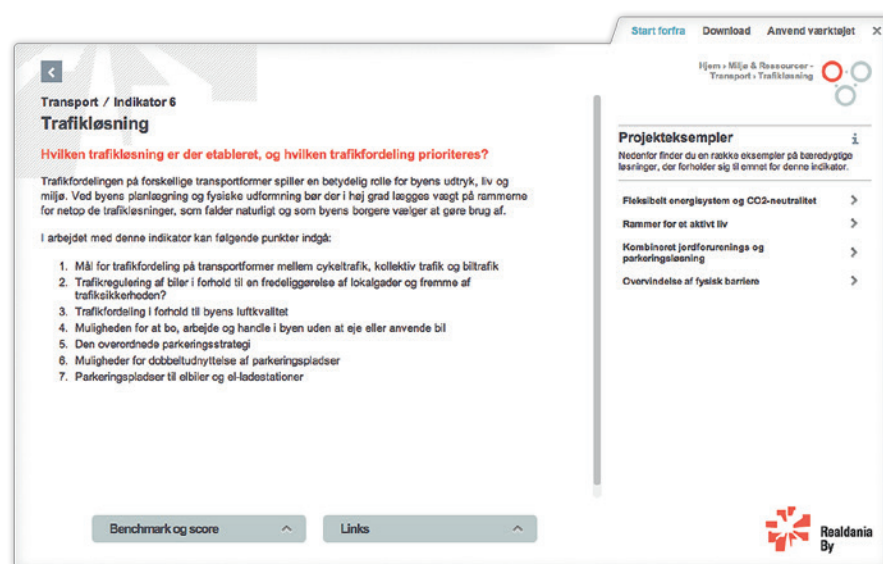 Start forfra Download Anvend værktøjet ×
Hjem › Miljø & Ressourcer -
Transport › Trafikløsning
Transport / Indikator 6
Trafikløsning
Hvilken trafikløsning er der etableret, og hvilken trafikfordeling prioriteres?
Trafikfordelingen på forskellige transportformer spiller en betydelig rolle for byens udtryk, liv og
miljø. Ved byens planlægning og fysiske udformning bør der i høj grad lægges vægt på rammerne
for netop de trafikløsninger, som falder naturligt og som byens borgere vælger at gøre brug af.
I arbejdet med denne indikator kan følgende punkter indgå:
1. Mål for trafikfordeling på transportformer mellem cykeltrafik, kollektiv trafik og biltrafik
2. Trafikregulering af biler i forhold til en fredeliggørelse af lokalgader og fremme af
trafiksikkerheden?
3. Trafikfordeling i forhold til byens luftkvalitet
4. Muligheden for at bo, arbejde og handle i byen uden at eje eller anvende bil
5. Den overordnede parkeringsstrategi
6. Muligheder for dobbeltudnyttelse af parkeringspladser
7. Parkeringspladser til elbiler og el-ladestationer
Benchmark og score
Links
Projekteksempler i
Nedenfor finder du en række eksempler på bæredygtige
løsninger, der forholder sig til emnet for denne indikator.
Fleksibelt energisystem og CO2-neutralitet
Rammer for et aktivt liv
Kombineret jordforurenings og
parkeringsløsning
Overvindelse af fysisk barriere
Realdania
By